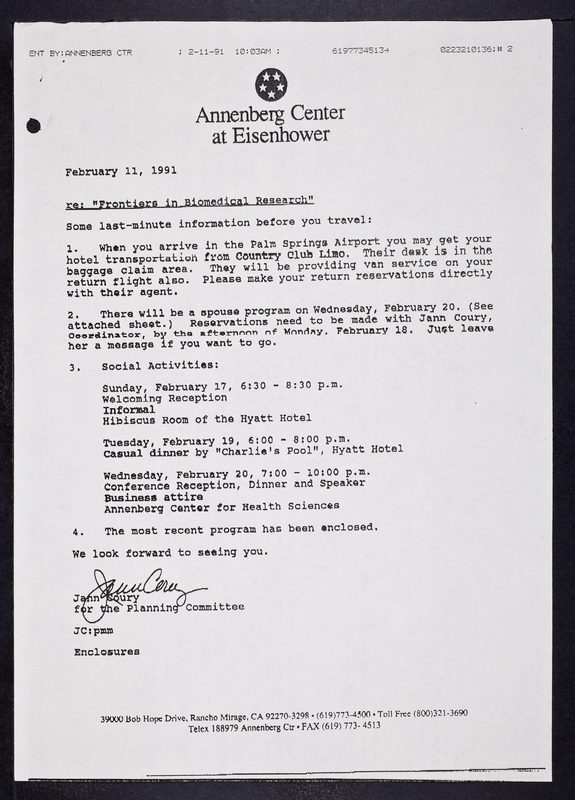 ENT BY:ANNENBERG CTR ; 2-11-91 10:03AM ; 6197734513→ 0223210136;# 2
Annenberg Center
at Eisenhower
February 11, 1991
re: "Frontiers in Biomedical Research"
Some last-minute information before you travel:
1. When you arrive in the Palm Springs Airport you may get your
hotel transportation from Country Club Limo. Their desk is in the
baggage claim area. They will be providing van service on your
return flight also. Please make your return reservations directly
with their agent.
2. There will be a spouse program on Wednesday, February 20. (See
attached sheet.) Reservations need to be made with Jann Coury,
Coordinator, by the afternoon of Monday, February 18. Just leave
her a message if you want to go.
3. Social Activities:
Sunday, February 17, 6:30 - 8:30 p.m.
Welcoming Reception
Informal
Hibiscus Room of the Hyatt Hotel
Tuesday, February 19, 6:00 - 8:00 p.m.
Casual dinner by "Charlie's Pool", Hyatt Hotel
Wednesday, February 20, 7:00 - 10:00 p.m.
Conference Reception, Dinner and Speaker
Business attire
Annenberg Center for Health Sciences
4. The most recent program has been enclosed.
We look forward to seeing you.
Jann Coury
Jann Coury
for the Planning Committee
JC:pmm
Enclosures
39000 Bob Hope Drive, Rancho Mirage, CA 92270-3298 • (619)773-4500 • Toll Free (800)321-3690
Telex 188979 Annenberg Ctr • FAX (619) 773- 4513